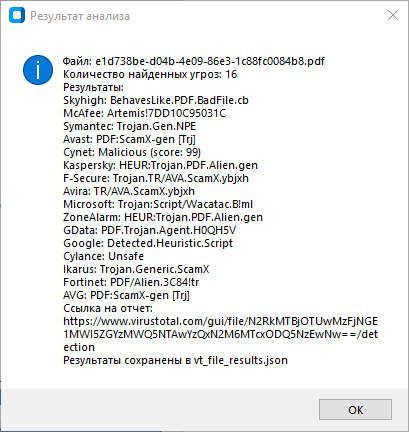 Результат анализа
Файл: e1d738be-d04b-4e09-86e3-1c88fc0084b8.pdf
Количество найденных угроз: 16
Результаты:
Skyhigh: BehavesLike.PDF.BadFile.cb
McAfee: Artemis!7DD10C95031C
Symantec: Trojan.Gen.NPE
Avast: PDF:ScamX-gen [Trj]
Cynet: Malicious (score: 99)
Kaspersky: HEUR:Trojan.PDF.Alien.gen
F-Secure: Trojan.TR/AVA.ScamX.ybjxh
Avira: TR/AVA.ScamX.ybjxh
Microsoft: Trojan:Script/Wacatac.B!ml
ZoneAlarm: HEUR:Trojan.PDF.Alien.gen
GData: PDF.Trojan.Agent.H0QH5V
Google: Detected.Heuristic.Script
Cylance: Unsafe
Ikarus: Trojan.Generic.ScamX
Fortinet: PDF/Alien.3C84!tr
AVG: PDF:ScamX-gen [Trj]
Ссылка на отчет:
https://www.virustotal.com/gui/file/N2RkMTBjOTUwMzFjNGE
1MWI5ZGYzMWQ5NTAwYzQxN2M6MTcxODQ5NzEwNw==/det
ection
Результаты сохранены в vt_file_results.json
OK